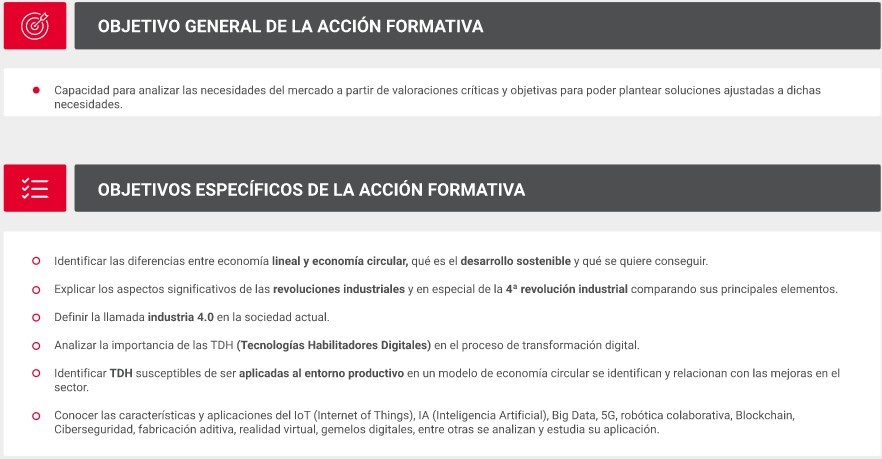 OBJETIVO GENERAL DE LA ACCIÓN FORMATIVA
Capacidad para analizar las necesidades del mercado a partir de valoraciones críticas y objetivas para poder plantear soluciones ajustadas a dichas
necesidades.
OBJETIVOS ESPECÍFICOS DE LA ACCIÓN FORMATIVA
Identificar las diferencias entre economía lineal y economía circular, qué es el desarrollo sostenible y qué se quiere conseguir.
Explicar los aspectos significativos de las revoluciones industriales y en especial de la 4ª revolución industrial comparando sus principales elementos.
Definir la llamada industria 4.0 en la sociedad actual.
Analizar la importancia de las TDH (Tecnologías Habilitadores Digitales) en el proceso de transformación digital.
Identificar TDH susceptibles de ser aplicadas al entorno productivo en un modelo de economía circular se identifican y relacionan con las mejoras en el
sector.
Conocer las características y aplicaciones del IoT (Internet of Things), IA (Inteligencia Artificial), Big Data, 5G, robótica colaborativa, Blockchain,
Ciberseguridad, fabricación aditiva, realidad virtual, gemelos digitales, entre otras se analizan y estudia su aplicación.